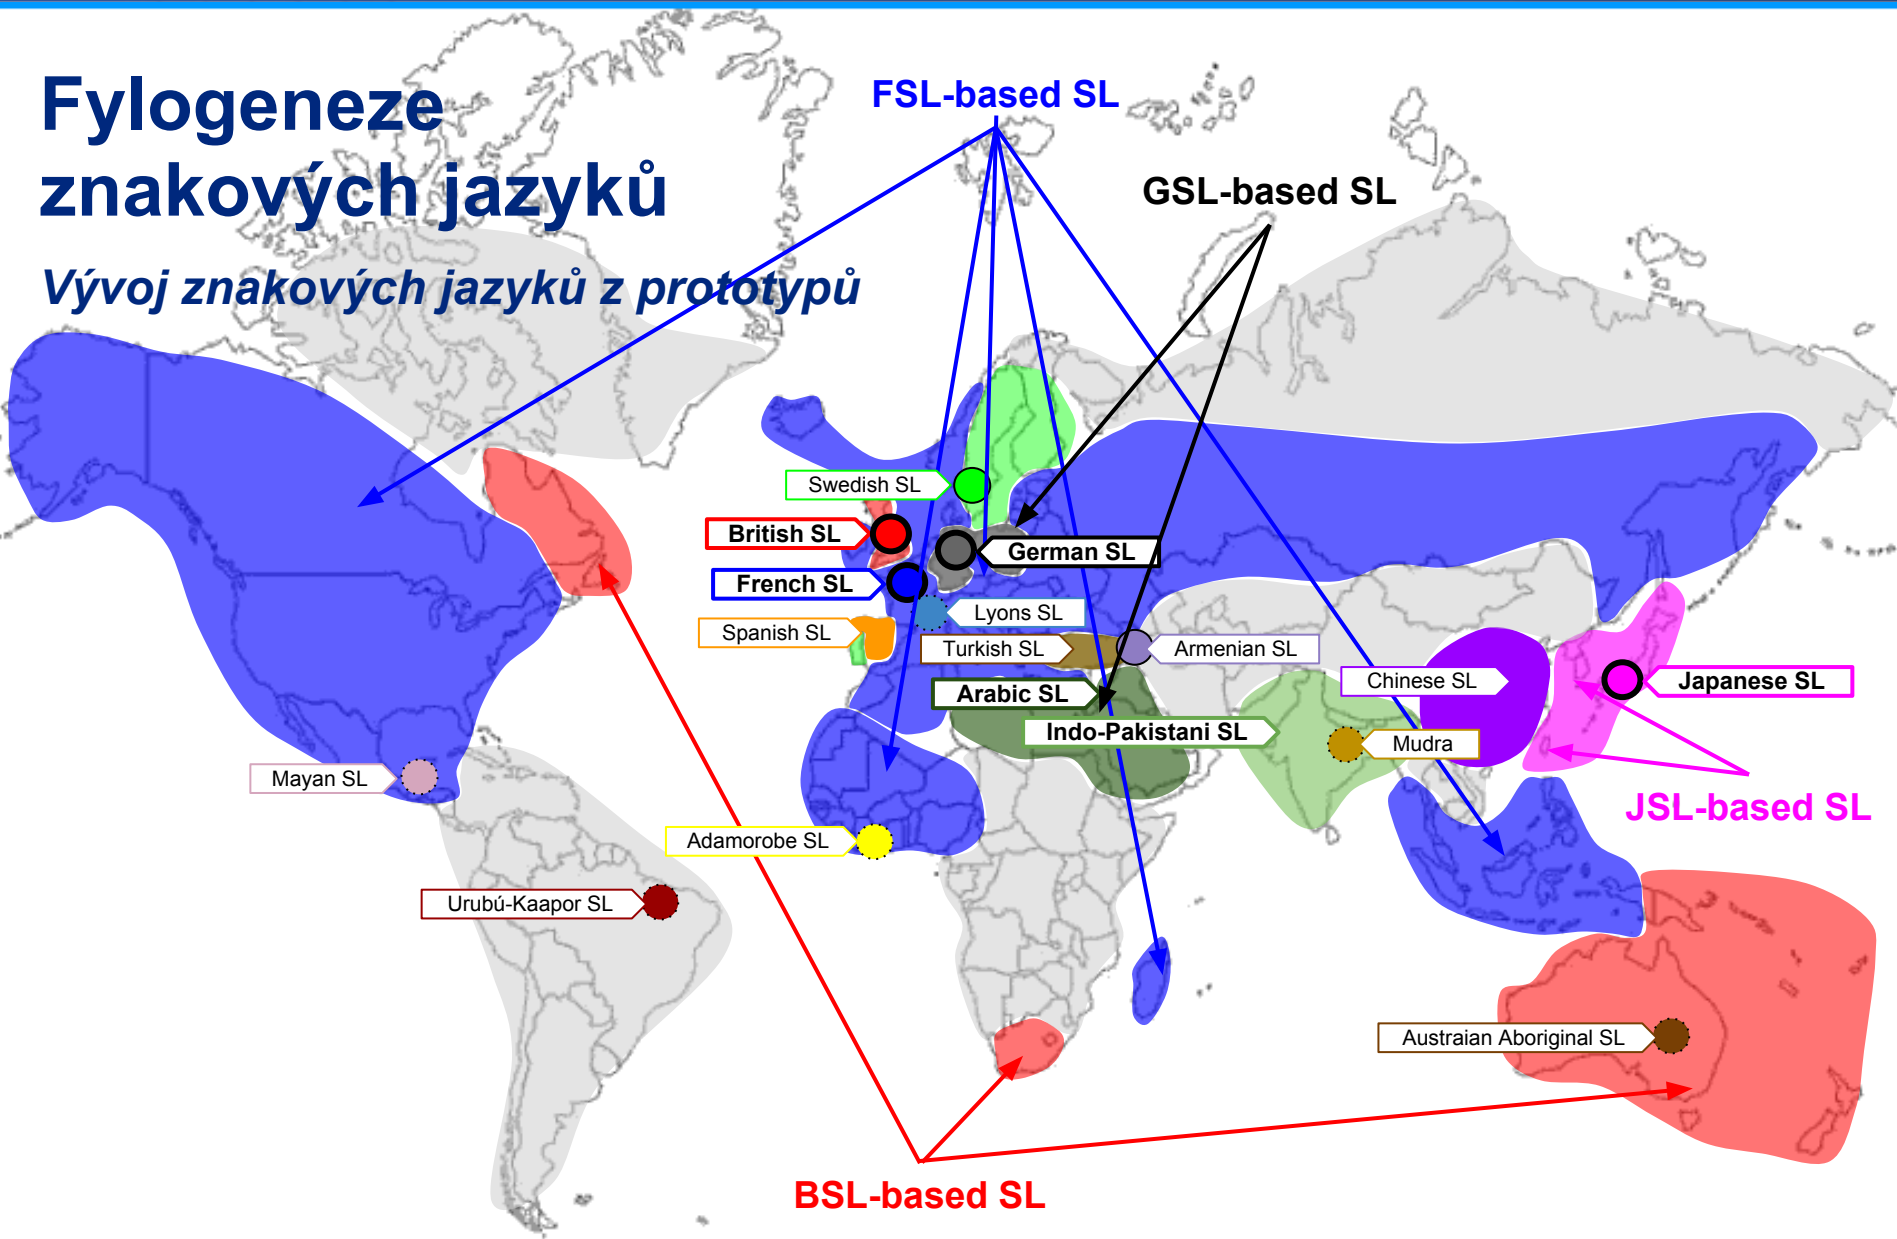 Fylogeneze
znakových jazyků
Vývoj znakových jazyků z prototypů
FSL-based SL
GSL-based SL
Swedish SL
British SL
German SL
French SL
Lyons SL
Spanish SL
Turkish SL
Armenian SL
Arabic SL
Chinese SL
Japanese SL
Indo-Pakistani SL
Mudra
Mayan SL
JSL-based SL
Adamorobe SL
Urubú-Kaapor SL
Austraian Aboriginal SL
BSL-based SL